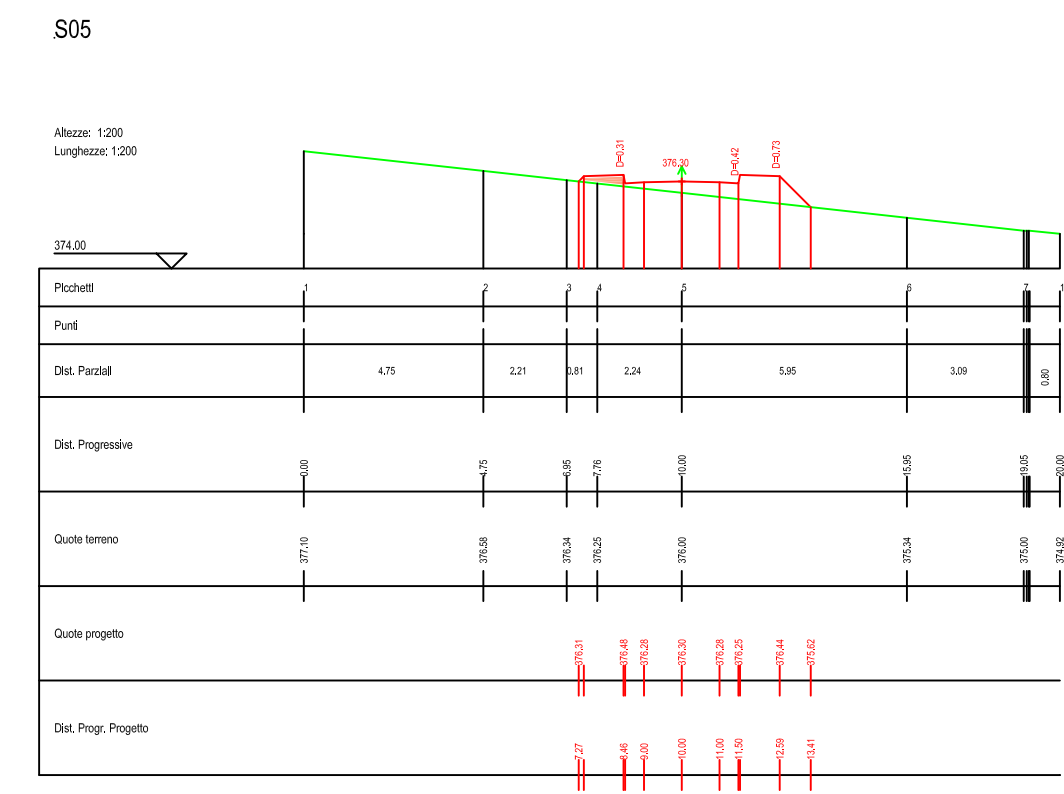 S05
Altezze: 1:200
Lunghezze: 1:200
D=0.31
376.30
D=0.42
D=0.73
374.00
Picchetti 1 2 3 4 5 6 7 1
Punti
Dist. Parziali 4.75 2.21 0.81 2.24 5.95 3.09 0.80
Dist. Progressive 0.00 4.75 6.95 7.76 10.00 15.95 19.05 20.00
Quote terreno 377.10 376.58 376.34 376.25 376.00 375.34 375.00 374.92
Quote progetto 376.31 376.48 376.28 376.30 376.28 376.25 376.44 375.62
Dist. Progr. Progetto 7.27 8.46 9.00 10.00 11.00 11.50 12.59 13.41